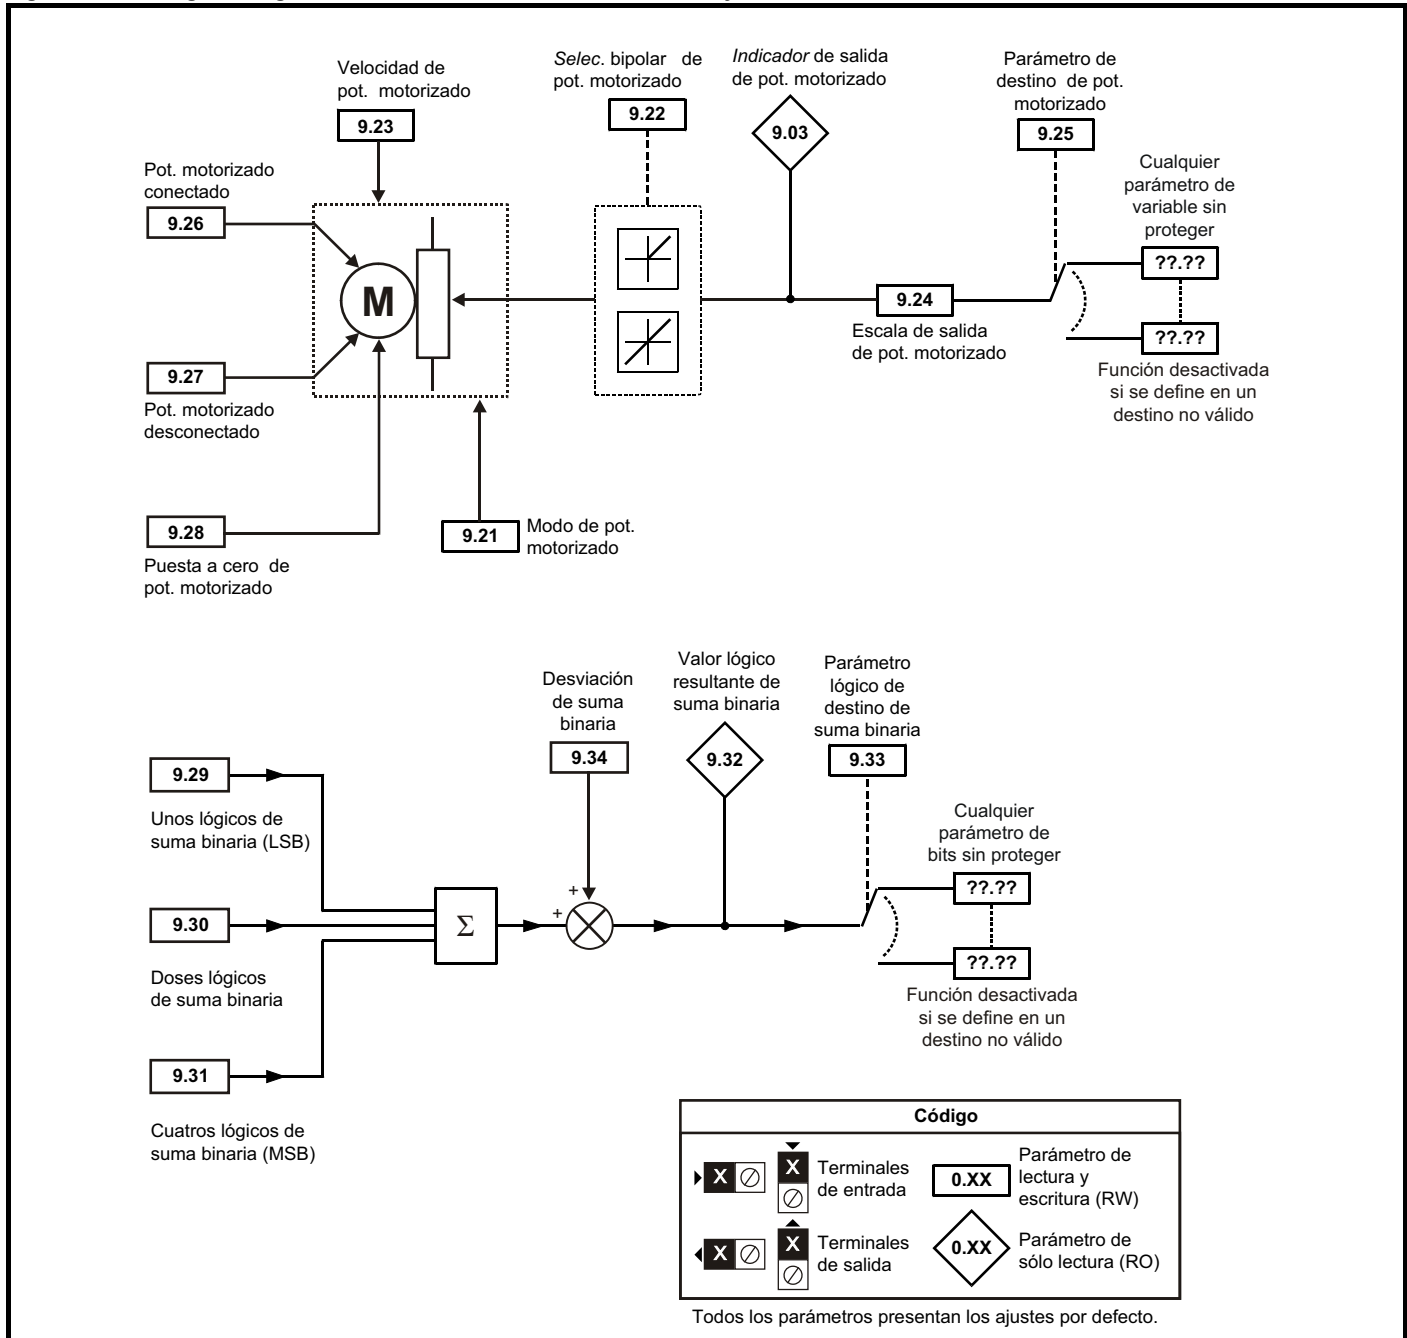 Velocidad de
pot. motorizado
9.23
Selec. bipolar de
pot. motorizado
9.22
Indicador de salida
de pot. motorizado
9.03
Parámetro de
destino de pot.
motorizado
9.25
Pot. motorizado
conectado
9.26
Cualquier
parámetro de
variable sin
proteger
??.??
M
9.24
Escala de salida
de pot. motorizado
??.??
Función desactivada
si se define en un
destino no válido
9.27
Pot. motorizado
desconectado
9.28
Puesta a cero de
pot. motorizado
9.21
Modo de pot.
motorizado
Desviación
de suma
binaria
9.34
Valor lógico
resultante de
suma binaria
9.32
Parámetro
lógico de
destino de
suma binaria
9.33
9.29
Unos lógicos de
suma binaria (LSB)
Cualquier
parámetro de
bits sin proteger
??.??
+
+
Σ
9.30
Doses lógicos
de suma binaria
??.??
Función desactivada
si se define en un
destino no válido
9.31
Cuatros lógicos de
suma binaria (MSB)
Código
X
X
Terminales
de entrada
0.XX
Parámetro de
lectura y
escritura (RW)
X
X
Terminales
de salida
0.XX
Parámetro de
sólo lectura (RO)
Todos los parámetros presentan los ajustes por defecto.